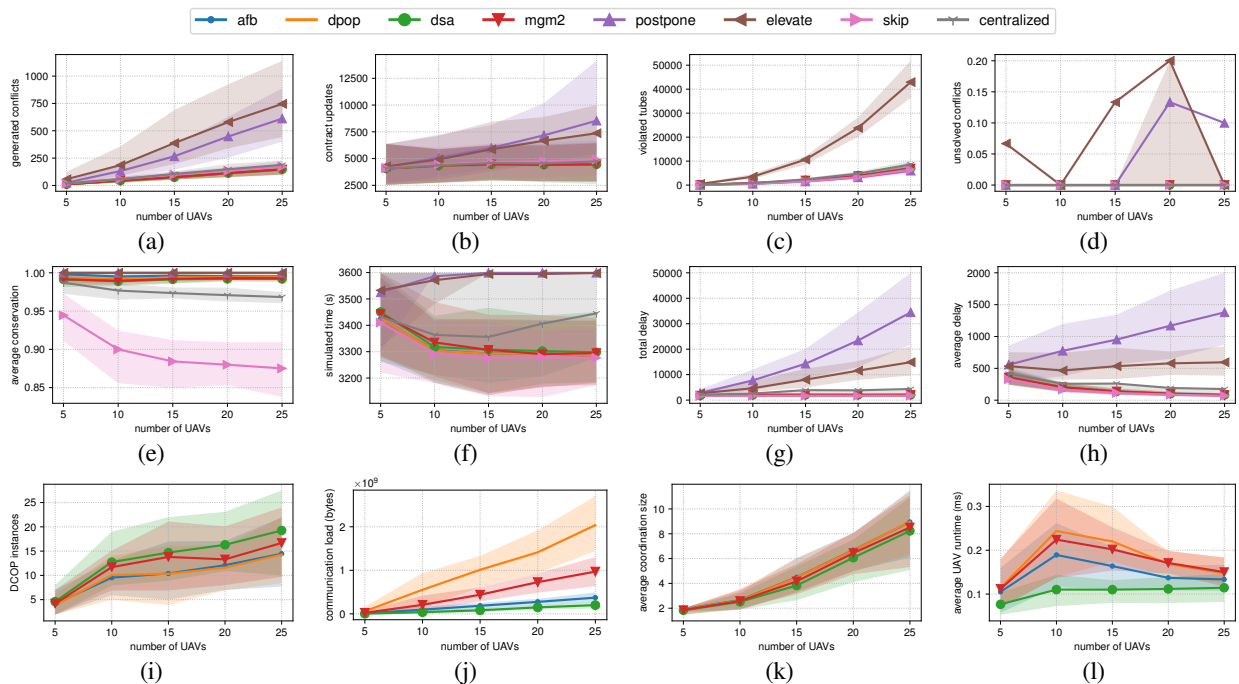 afb dpop dsa mgm2 postpone elevate skip centralized
generated conflicts
1000
750
500
250
0
5 10 15 20 25
number of UAVs
(a)
contract updates
12500
10000
7500
5000
2500
5 10 15 20 25
number of UAVs
(b)
violated tubes
50000
40000
30000
20000
10000
0
5 10 15 20 25
number of UAVs
(c)
unsolved conflicts
0.20
0.15
0.10
0.05
0.00
5 10 15 20 25
number of UAVs
(d)
average conservation
1.00
0.95
0.90
0.85
5 10 15 20 25
number of UAVs
(e)
simulated time (s)
3600
3500
3400
3300
3200
5 10 15 20 25
number of UAVs
(f)
total delay
50000
40000
30000
20000
10000
0
5 10 15 20 25
number of UAVs
(g)
average delay
2000
1500
1000
500
0
5 10 15 20 25
number of UAVs
(h)
DCOP instances
25
20
15
10
5
0
5 10 15 20 25
number of UAVs
(i)
communication load (bytes)
×10⁹
2
1
0
5 10 15 20 25
number of UAVs
(j)
average coordination size
10
8
6
4
2
5 10 15 20 25
number of UAVs
(k)
average UAV runtime (ms)
0.3
0.2
0.1
5 10 15 20 25
number of UAVs
(l)